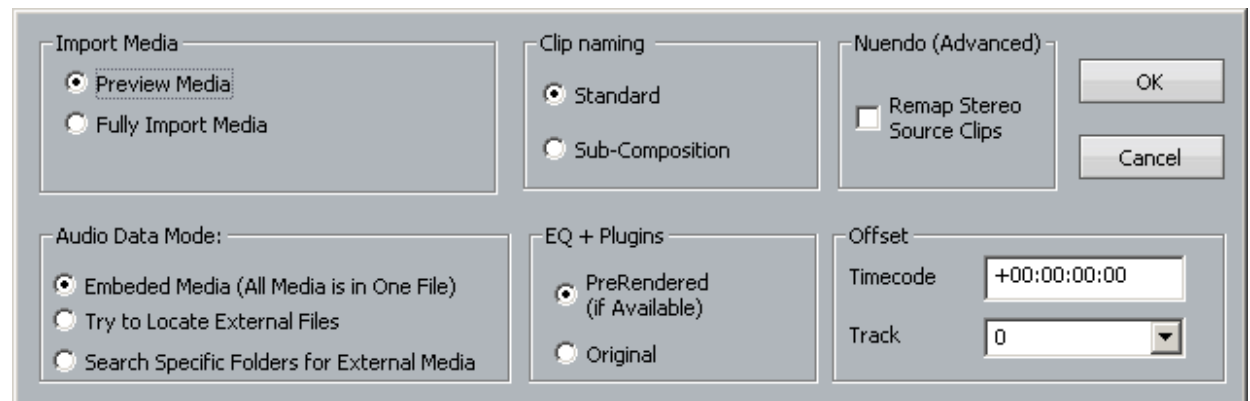 Import Media
Preview Media
Fully Import Media
Clip naming
Standard
Sub-Composition
Nuendo (Advanced)
Remap Stereo
Source Clips
OK
Cancel
Audio Data Mode:
Embeded Media (All Media is in One File)
Try to Locate External Files
Search Specific Folders for External Media
EQ + Plugins
PreRendered
(if Available)
Original
Offset
Timecode
+00:00:00:00
Track
0